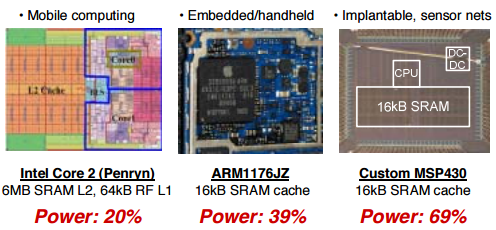 • Mobile computing
• Embedded/handheld
• Implantable, sensor nets
L2 Cache
Core0
Core1
DC-
DC
CPU
16kB SRAM
Intel Core 2 (Penryn)
6MB SRAM L2, 64kB RF L1
Power: 20%
ARM1176JZ
16kB SRAM cache
Power: 39%
Custom MSP430
16kB SRAM cache
Power: 69%